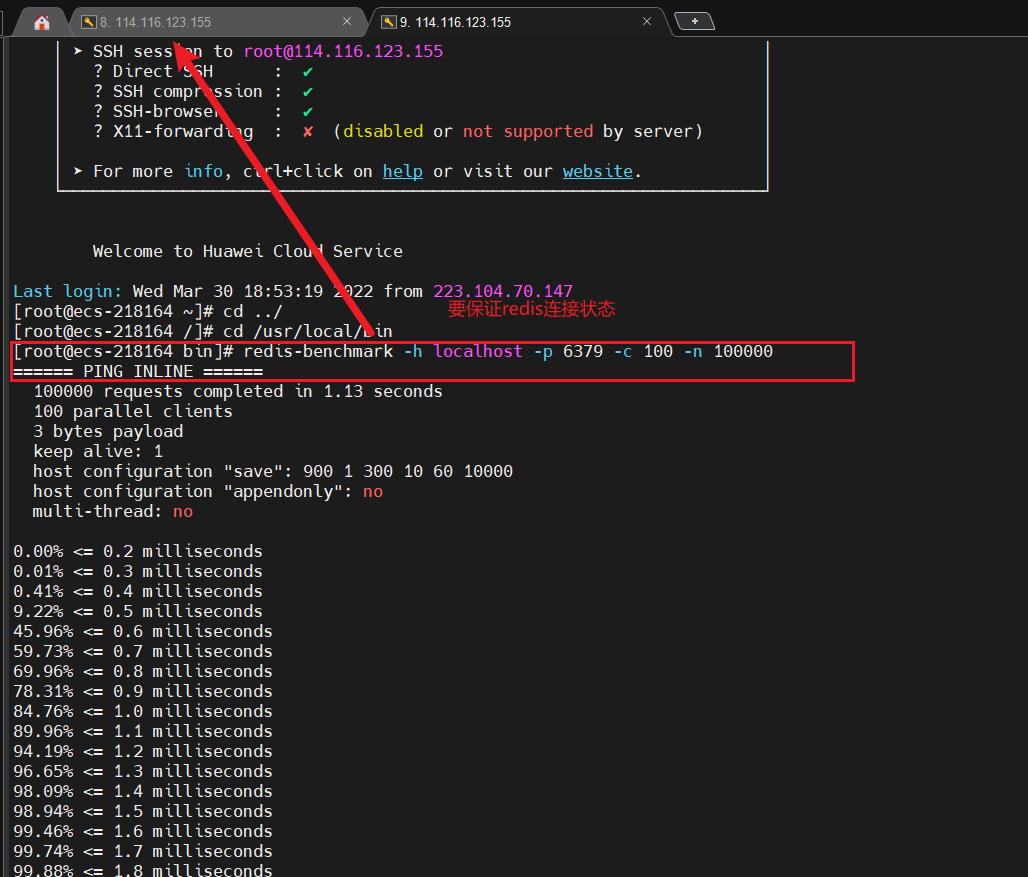 8. 114.116.123.155
9. 114.116.123.155
➤ SSH session to root@114.116.123.155
? Direct SSH : ✔
? SSH compression : ✔
? SSH-browser : ✔
? X11-forwarding : ✘ (disabled or not supported by server)
➤ For more info, ctrl+click on help or visit our website.
Welcome to Huawei Cloud Service
Last login: Wed Mar 30 18:53:19 2022 from 223.104.70.147
[root@ecs-218164 ~]# cd ../
要保证redis连接状态
[root@ecs-218164 /]# cd /usr/local/bin
[root@ecs-218164 bin]# redis-benchmark -h localhost -p 6379 -c 100 -n 100000
====== PING_INLINE ======
100000 requests completed in 1.13 seconds
100 parallel clients
3 bytes payload
keep alive: 1
host configuration "save": 900 1 300 10 60 10000
host configuration "appendonly": no
multi-thread: no
0.00% <= 0.2 milliseconds
0.01% <= 0.3 milliseconds
0.41% <= 0.4 milliseconds
9.22% <= 0.5 milliseconds
45.96% <= 0.6 milliseconds
59.73% <= 0.7 milliseconds
69.96% <= 0.8 milliseconds
78.31% <= 0.9 milliseconds
84.76% <= 1.0 milliseconds
89.96% <= 1.1 milliseconds
94.19% <= 1.2 milliseconds
96.65% <= 1.3 milliseconds
98.09% <= 1.4 milliseconds
98.94% <= 1.5 milliseconds
99.46% <= 1.6 milliseconds
99.74% <= 1.7 milliseconds
99.88% <= 1.8 milliseconds